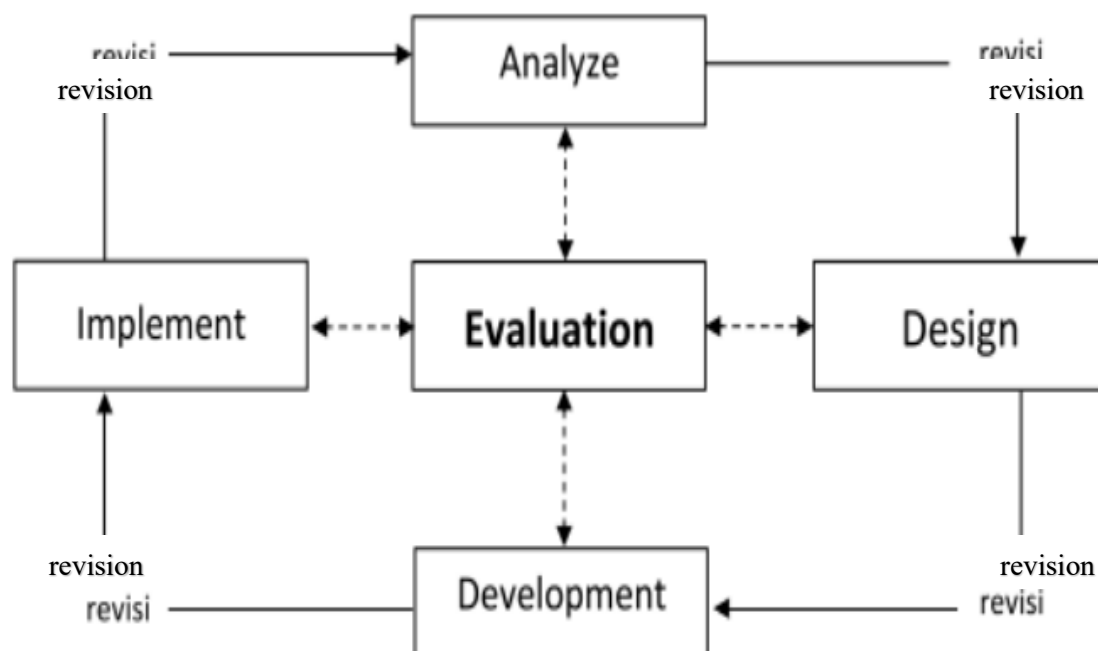 revisi
Analyze
revisi
revision
revision
Implement
Evaluation
Design
revision
revision
revisi
Development
revisi